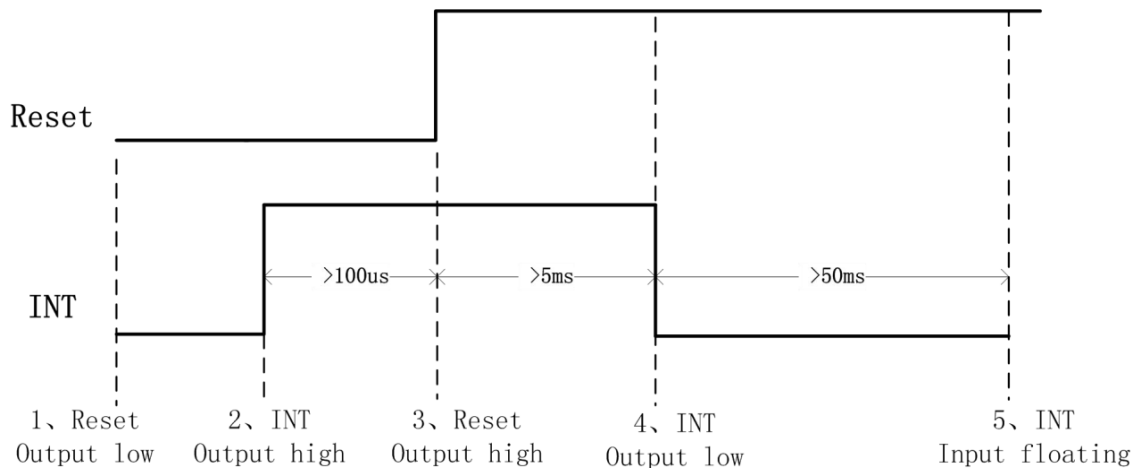 Reset
>100us
>5ms
>50ms
INT
1、Reset
Output low
2、INT
Output high
3、Reset
Output high
4、INT
Output low
5、INT
Input floating